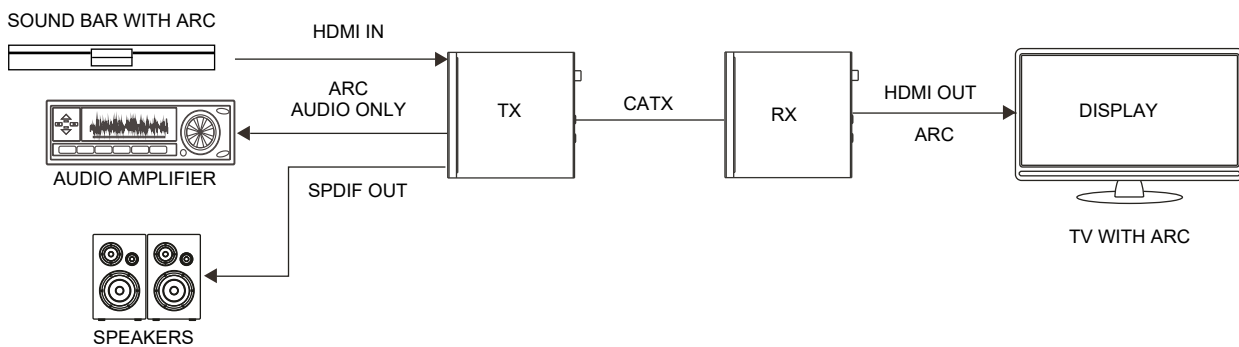 SOUND BAR WITH ARC
HDMI IN
ARC
AUDIO ONLY
TX
CATX
RX
HDMI OUT
ARC
DISPLAY
AUDIO AMPLIFIER
SPDIF OUT
TV WITH ARC
SPEAKERS